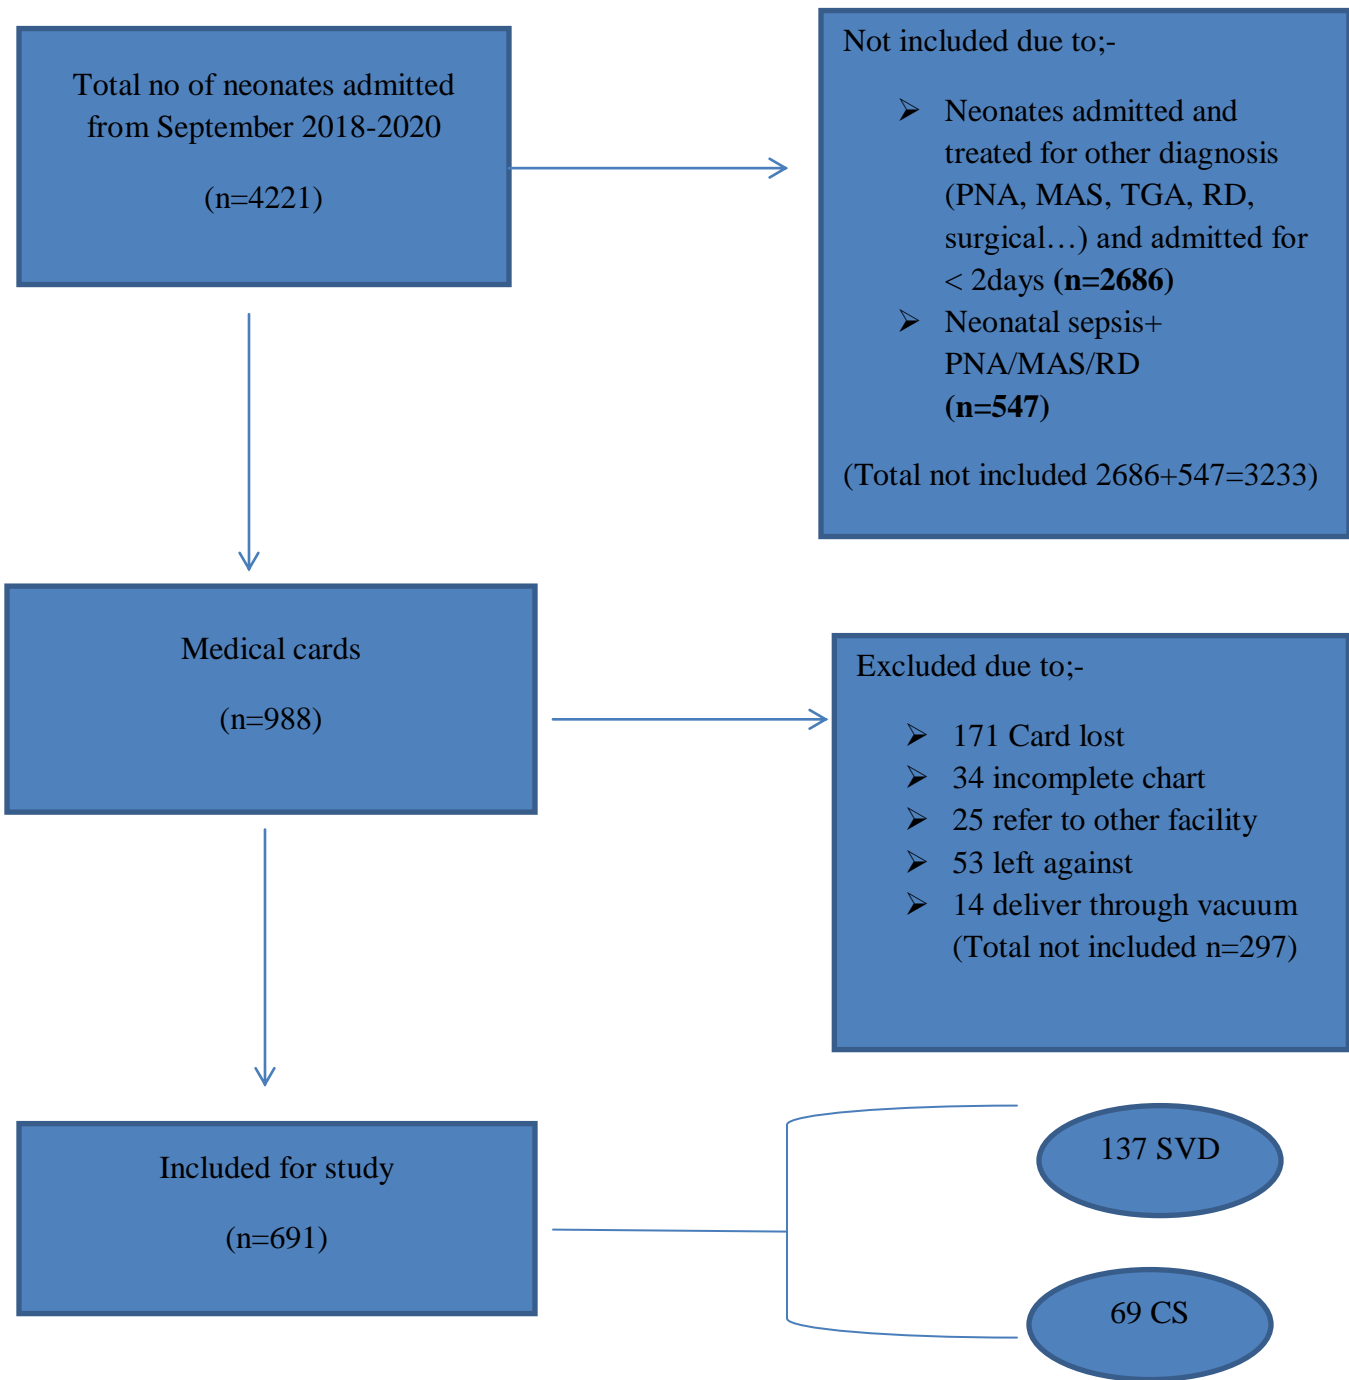 Total no of neonates admitted
from September 2018-2020
(n=4221)
Not included due to;-
➢ Neonates admitted and
treated for other diagnosis
(PNA, MAS, TGA, RD,
surgical…) and admitted for
< 2days (n=2686)
➢ Neonatal sepsis+
PNA/MAS/RD
(n=547)
(Total not included 2686+547=3233)
Medical cards
(n=988)
Excluded due to;-
➢ 171 Card lost
➢ 34 incomplete chart
➢ 25 refer to other facility
➢ 53 left against
➢ 14 deliver through vacuum
(Total not included n=297)
Included for study
(n=691)
137 SVD
69 CS